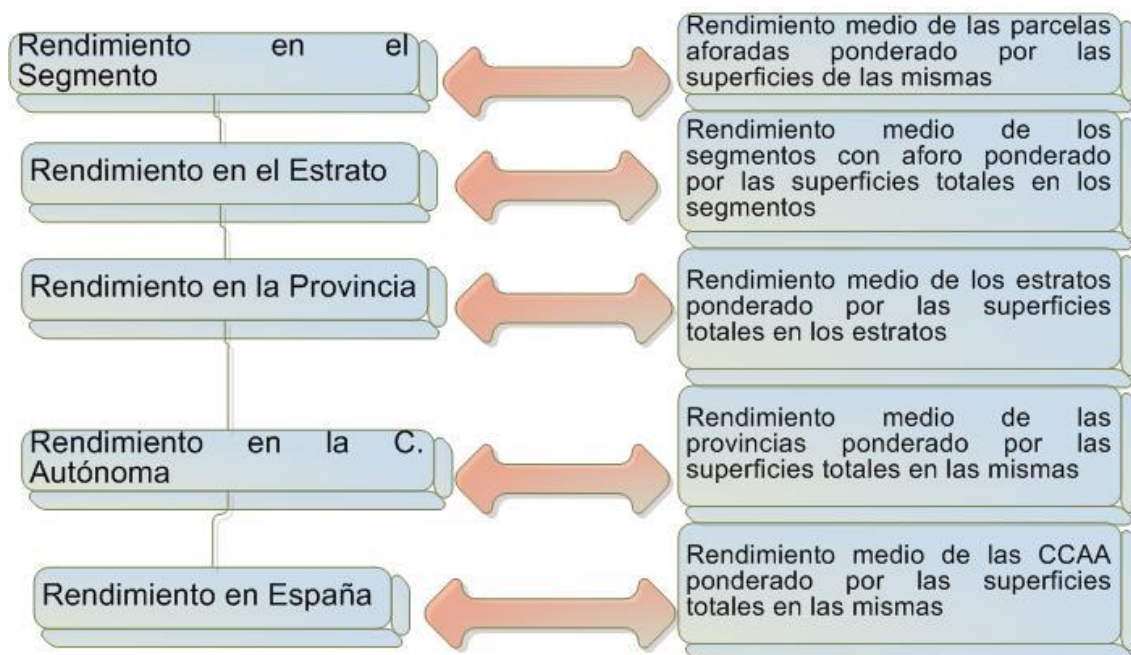 Rendimiento en el
Segmento
Rendimiento medio de las parcelas
aforadas ponderado por las
superficies de las mismas
Rendimiento en el Estrato
Rendimiento medio de los
segmentos con aforo ponderado
por las superficies totales en los
segmentos
Rendimiento en la Provincia
Rendimiento medio de los estratos
ponderado por las superficies
totales en los estratos
Rendimiento en la C.
Autónoma
Rendimiento medio de las
provincias ponderado por las
superficies totales en las mismas
Rendimiento en España
Rendimiento medio de las CCAA
ponderado por las superficies
totales en las mismas